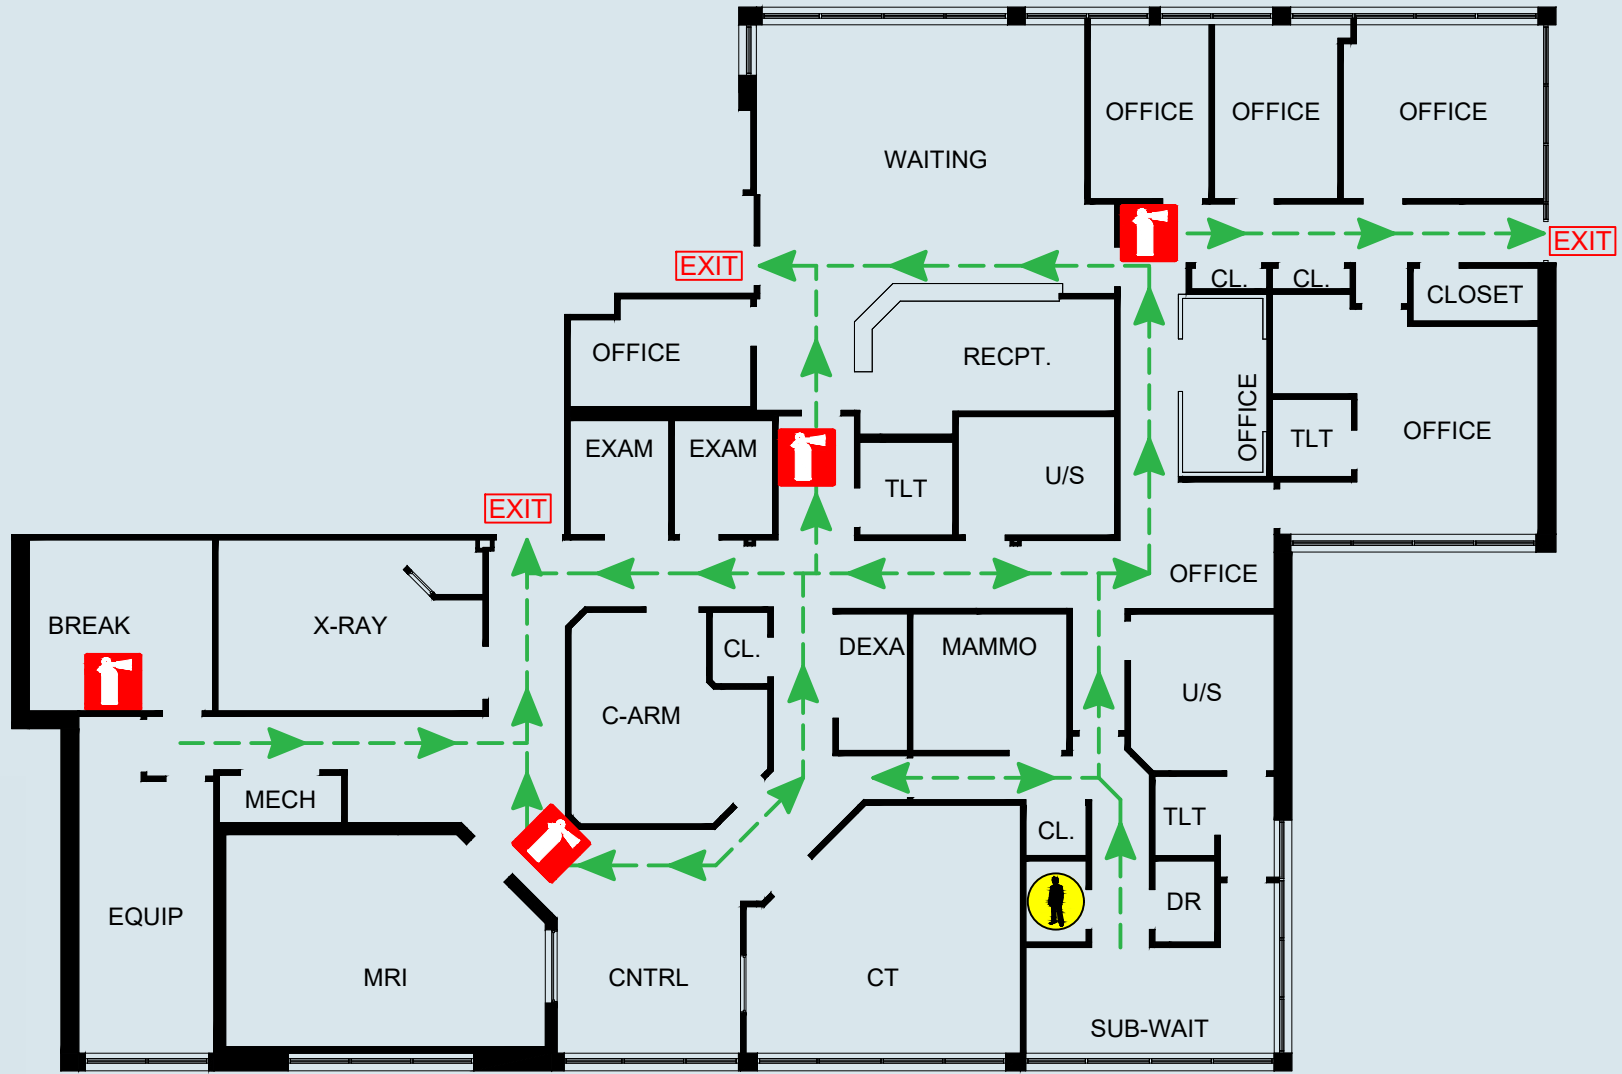 OFFICE
OFFICE
OFFICE
WAITING
EXIT
EXIT
CL.
CL.
CLOSET
OFFICE
RECPT.
OFFICE
TLT
OFFICE
EXAM
EXAM
TLT
U/S
EXIT
OFFICE
BREAK
X-RAY
CL.
DEXA
MAMMO
C-ARM
U/S
MECH
CL.
TLT
EQUIP
DR
MRI
CNTRL
CT
SUB-WAIT